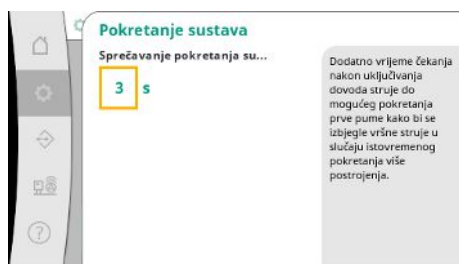 Pokretanje sustava
Sprečavanje pokretanja su...
3 s
Dodatno vrijeme čekanja
nakon uključivanja
dovoda struje do
mogućeg pokretanja
prve pume kako bi se
izbjegle vršne struje u
slučaju istovremenog
pokretanja više
postrojenja.
?